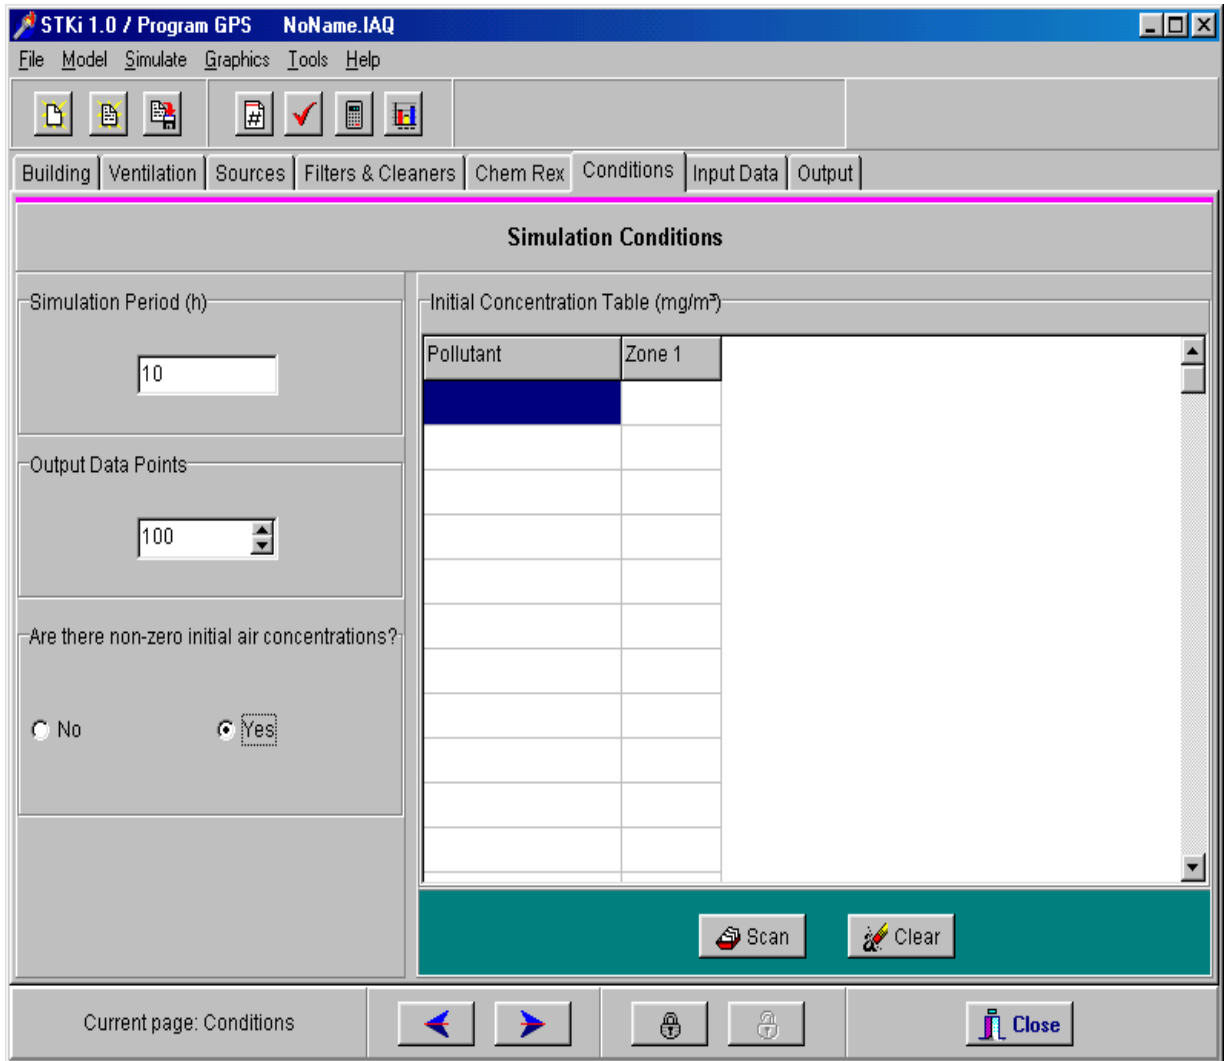 STKi 1.0 / Program GPS NoName.IAQ
File Model Simulate Graphics Tools Help
Building Ventilation Sources Filters & Cleaners Chem Rex Conditions Input Data Output
Simulation Conditions
Simulation Period (h)
10
Output Data Points
100
Are there non-zero initial air concentrations?
No Yes
Initial Concentration Table (mg/m³)
Pollutant Zone 1
Scan Clear
Current page: Conditions
Close